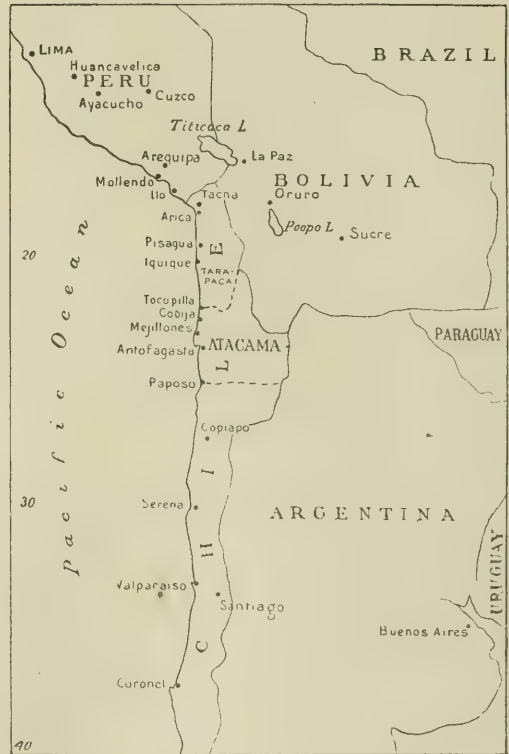 LIMA
BRAZIL
Huancavelica
PERU
Ayacucho
Cuzco
Titicaca L
Arequipa
La Paz
Mollendo
BOLIVIA
Ilo
Tacna
Oruro
Arica
Poopo L
Sucre
Pisagua
20
Iquique
TARA-
PACA
Tocopilla
Cobija
Mejillones
PARAGUAY
Antofagasta
ATACAMA
Paposo
Pacific Ocean
Copiapo
CHILE
30
Serena
ARGENTINA
URUGUAY
Valparaiso
Santiago
Buenos Aires
Coronel
40